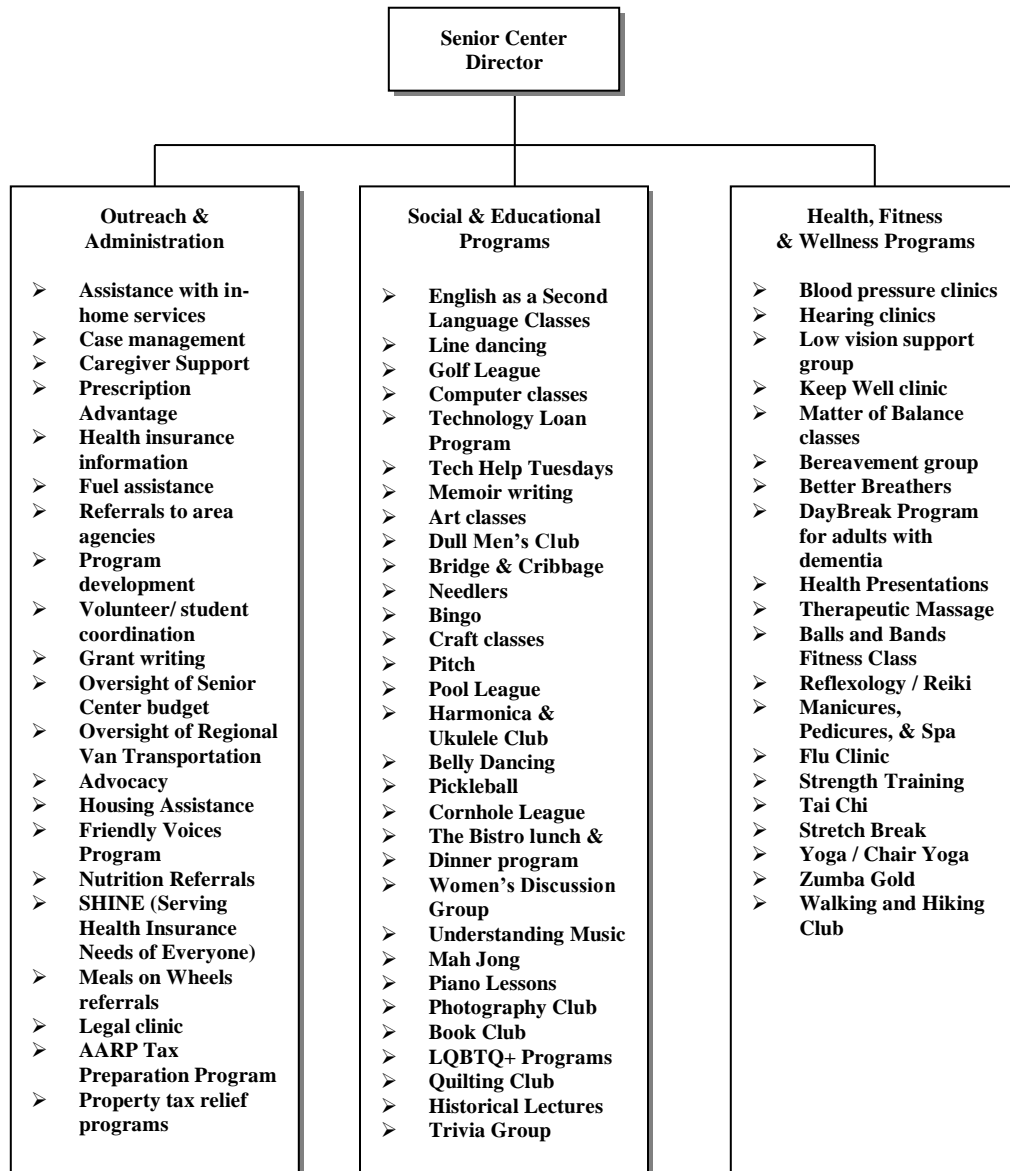 Senior Center
Director
Outreach &
Administration
➢ Assistance with in-
home services
➢ Case management
➢ Caregiver Support
➢ Prescription
Advantage
➢ Health insurance
information
➢ Fuel assistance
➢ Referrals to area
agencies
➢ Program
development
➢ Volunteer/ student
coordination
➢ Grant writing
➢ Oversight of Senior
Center budget
➢ Oversight of Regional
Van Transportation
➢ Advocacy
➢ Housing Assistance
➢ Friendly Voices
Program
➢ Nutrition Referrals
➢ SHINE (Serving
Health Insurance
Needs of Everyone)
➢ Meals on Wheels
referrals
➢ Legal clinic
➢ AARP Tax
Preparation Program
➢ Property tax relief
programs
Social & Educational
Programs
➢ English as a Second
Language Classes
➢ Line dancing
➢ Golf League
➢ Computer classes
➢ Technology Loan
Program
➢ Tech Help Tuesdays
➢ Memoir writing
➢ Art classes
➢ Dull Men's Club
➢ Bridge & Cribbage
➢ Needlers
➢ Bingo
➢ Craft classes
➢ Pitch
➢ Pool League
➢ Harmonica &
Ukulele Club
➢ Belly Dancing
➢ Pickleball
➢ Cornhole League
➢ The Bistro lunch &
➢ Dinner program
➢ Women's Discussion
Group
➢ Understanding Music
➢ Mah Jong
➢ Piano Lessons
➢ Photography Club
➢ Book Club
➢ LQBTQ+ Programs
➢ Quilting Club
➢ Historical Lectures
➢ Trivia Group
Health, Fitness
& Wellness Programs
➢ Blood pressure clinics
➢ Hearing clinics
➢ Low vision support
group
➢ Keep Well clinic
➢ Matter of Balance
classes
➢ Bereavement group
➢ Better Breathers
➢ DayBreak Program
for adults with
dementia
➢ Health Presentations
➢ Therapeutic Massage
➢ Balls and Bands
Fitness Class
➢ Reflexology / Reiki
➢ Manicures,
Pedicures, & Spa
➢ Flu Clinic
➢ Strength Training
➢ Tai Chi
➢ Stretch Break
➢ Yoga / Chair Yoga
➢ Zumba Gold
➢ Walking and Hiking
Club